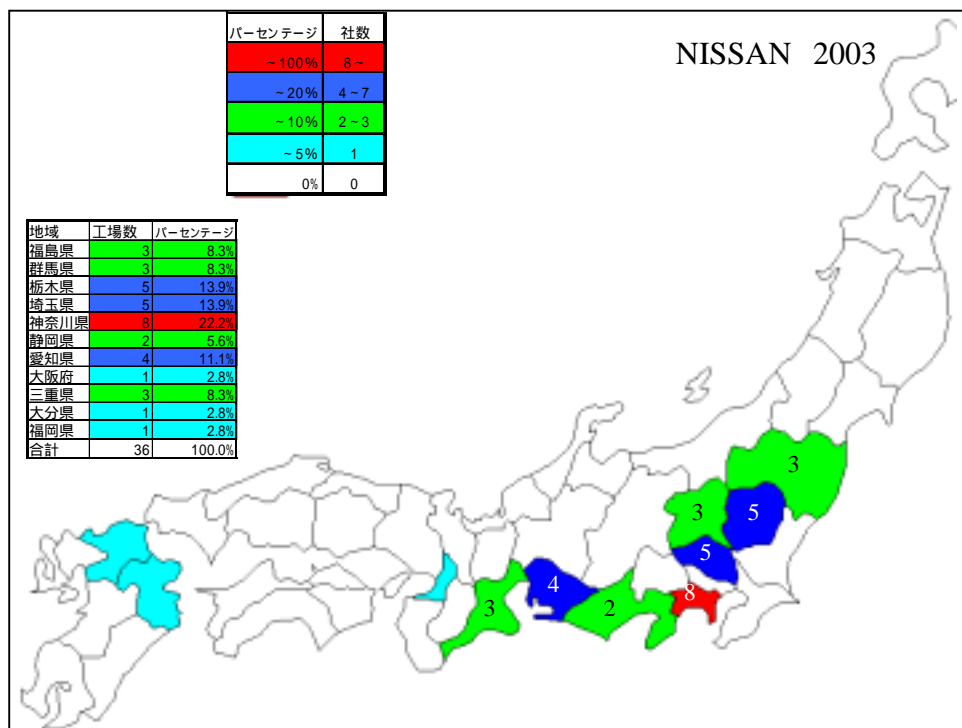 パーセンテージ 社数
~100% 8~
~20% 4~7
~10% 2~3
~5% 1
0% 0
NISSAN 2003
地域 工場数 パーセンテージ
福島県 3 8.3%
群馬県 3 8.3%
栃木県 5 13.9%
埼玉県 5 13.9%
神奈川県 8 22.2%
静岡県 2 5.6%
愛知県 4 11.1%
大阪府 1 2.8%
三重県 3 8.3%
大分県 1 2.8%
福岡県 1 2.8%
合計 36 100.0%
3
3
5
5
4
8
3
2